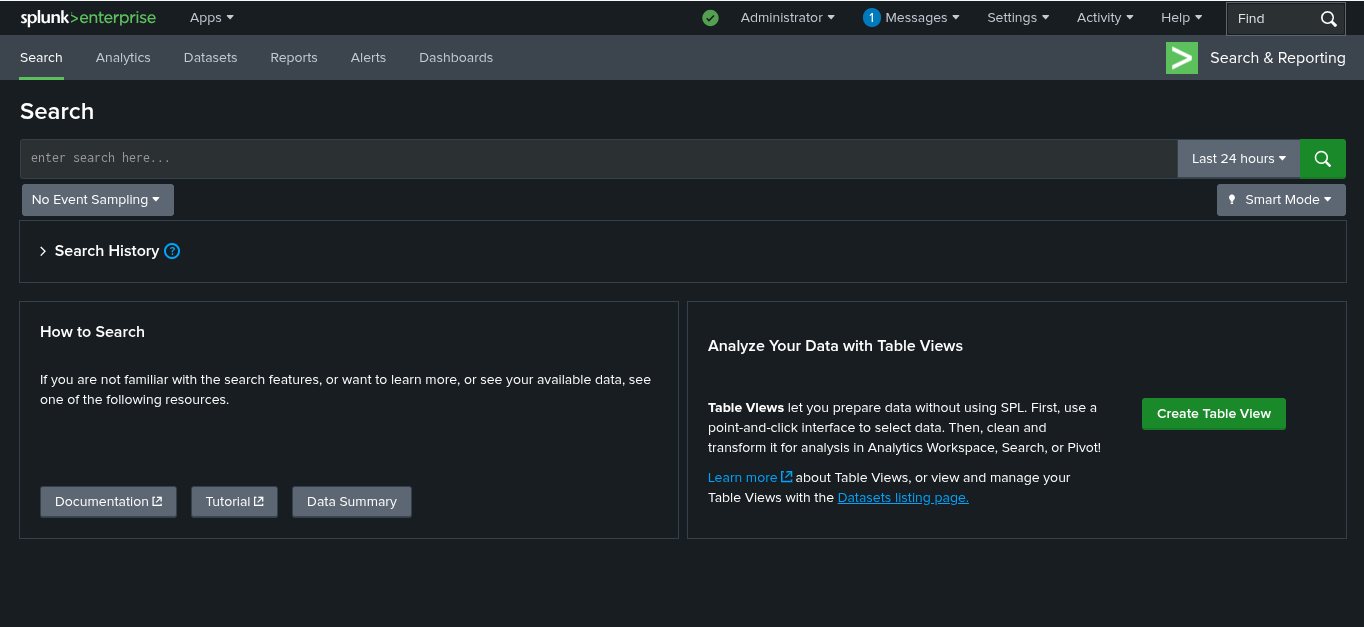 splunk>enterprise Apps Administrator 1 Messages Settings Activity Help Find
Search Analytics Datasets Reports Alerts Dashboards Search & Reporting
Search
enter search here... Last 24 hours
No Event Sampling Smart Mode
Search History ?
How to Search
If you are not familiar with the search features, or want to learn more, or see your available data, see
one of the following resources.
Documentation Tutorial Data Summary
Analyze Your Data with Table Views
Table Views let you prepare data without using SPL. First, use a
point-and-click interface to select data. Then, clean and
transform it for analysis in Analytics Workspace, Search, or Pivot!
Learn more about Table Views, or view and manage your
Table Views with the Datasets listing page.
Create Table View